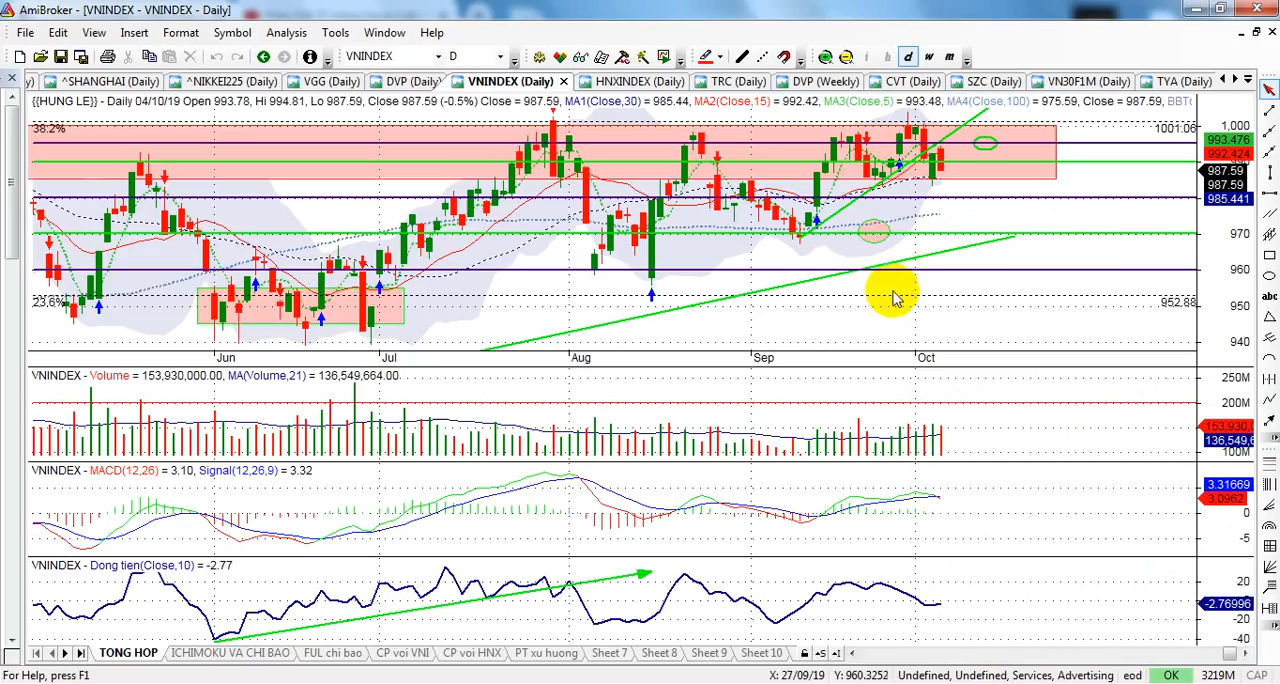 AmiBroker - [VNINDEX - VNINDEX - Daily]
File Edit View Insert Format Symbol Analysis Tools Window Help
VNINDEX D i h d w m
y) ^SHANGHAI (Daily) ^NIKKEI225 (Daily) VGG (Daily) DVP (Daily) VNINDEX (Daily) HNXINDEX (Daily) TRC (Daily) DVP (Weekly) CVT (Daily) SZC (Daily) VN30F1M (Daily) TYA (Daily)
{{HUNG LE}} - Daily 04/10/19 Open 993.78, Hi 994.81, Lo 987.59, Close 987.59 (-0.5%) Close = 987.59, MA1(Close,30) = 985.44, MA2(Close,15) = 992.42, MA3(Close,5) = 993.48, MA4(Close,100) = 975.59, Close = 987.59, BBTo
38.2% 1001.06 1,000
993.476
992.424
987.59
987.59
985.441
970
960
23.6% 952.88 950
940
Jun Jul Aug Sep Oct
VNINDEX - Volume = 153,930,000.00, MA(Volume,21) = 136,549,664.00
250M
200M
153,930,
136,549,6
100M
VNINDEX - MACD(12,26) = 3.10, Signal(12,26,9) = 3.32
3.31669
3.0962
0
-5
VNINDEX - Dong tien(Close,10) = -2.77
20
-2.76996
-20
-40
TONG HOP ICHIMOKU VA CHI BAO FUL chi bao CP voi VNI CP voi HNX PT xu huong Sheet 7 Sheet 8 Sheet 9 Sheet 10
For Help, press F1 X: 27/09/19 Y: 960.3252 Undefined, Undefined, Services, Advertising eod OK 3219M CAP
abc